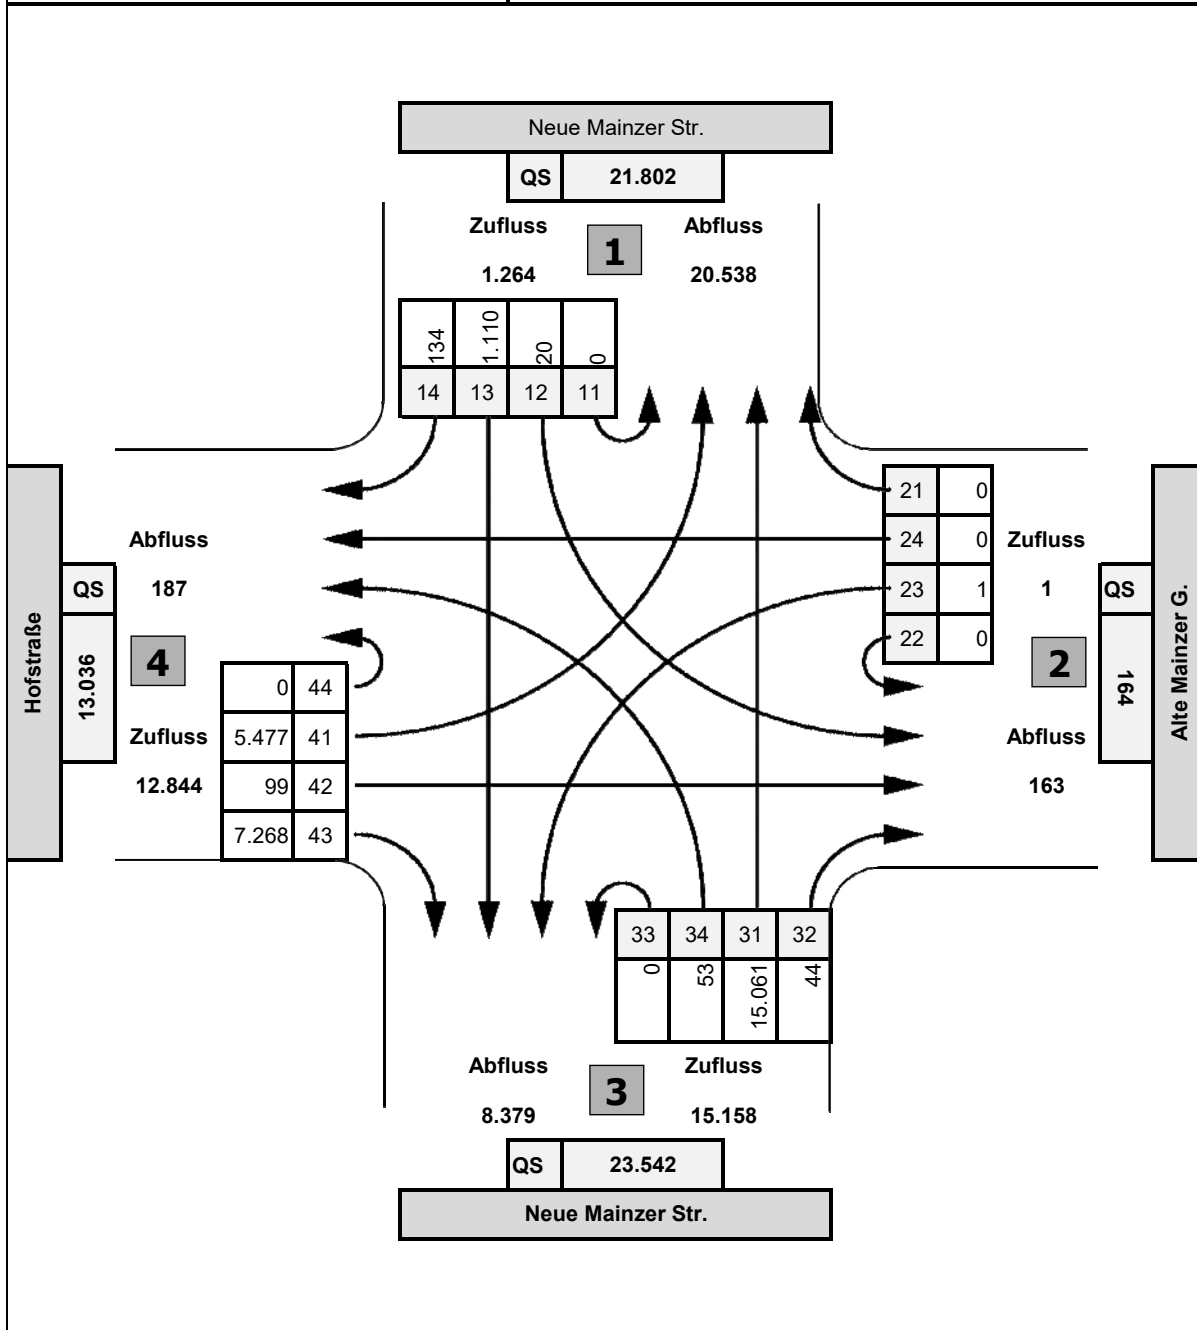 Neue Mainzer Str.
QS 21.802
Zufluss 1 Abfluss
1.264 20.538
134 1.110 20 0
14 13 12 11
21 0
24 0
23 1
22 0
Zufluss
1
2
Abfluss
163
QS
164
Alte Mainzer G.
Hofstraße
QS
13.036
Abfluss
187
4
Zufluss
12.844
0 44
5.477 41
99 42
7.268 43
33 34 31 32
0 53 15.061 44
Abfluss 3 Zufluss
8.379 15.158
QS 23.542
Neue Mainzer Str.